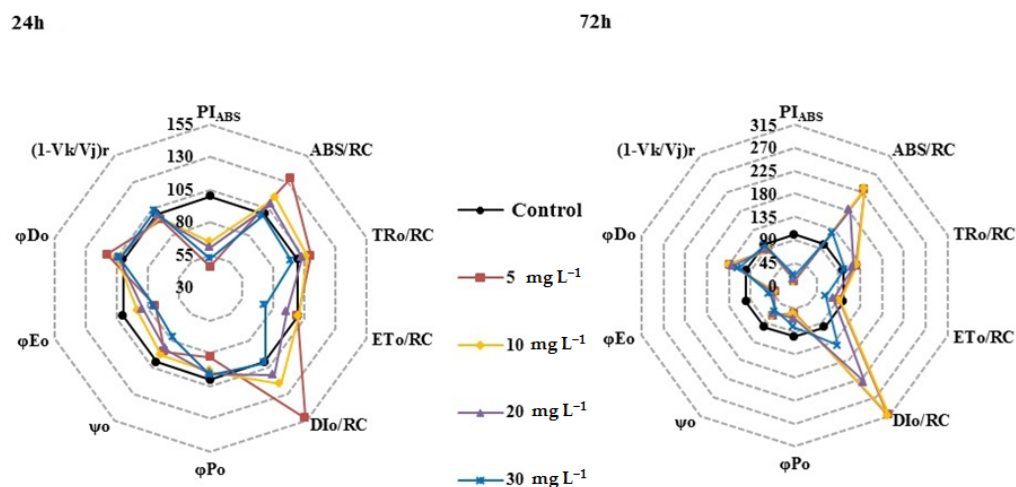 24h
72h
PIABS
155
130
105
80
55
30
ABS/RC
TRo/RC
ETo/RC
DIo/RC
φPo
ψo
φEo
φDo
(1-Vk/Vj)r
Control
5 mg L−1
10 mg L−1
20 mg L−1
30 mg L−1
PIABS
315
270
225
180
135
90
45
0
ABS/RC
TRo/RC
ETo/RC
DIo/RC
φPo
ψo
φEo
φDo
(1-Vk/Vj)r